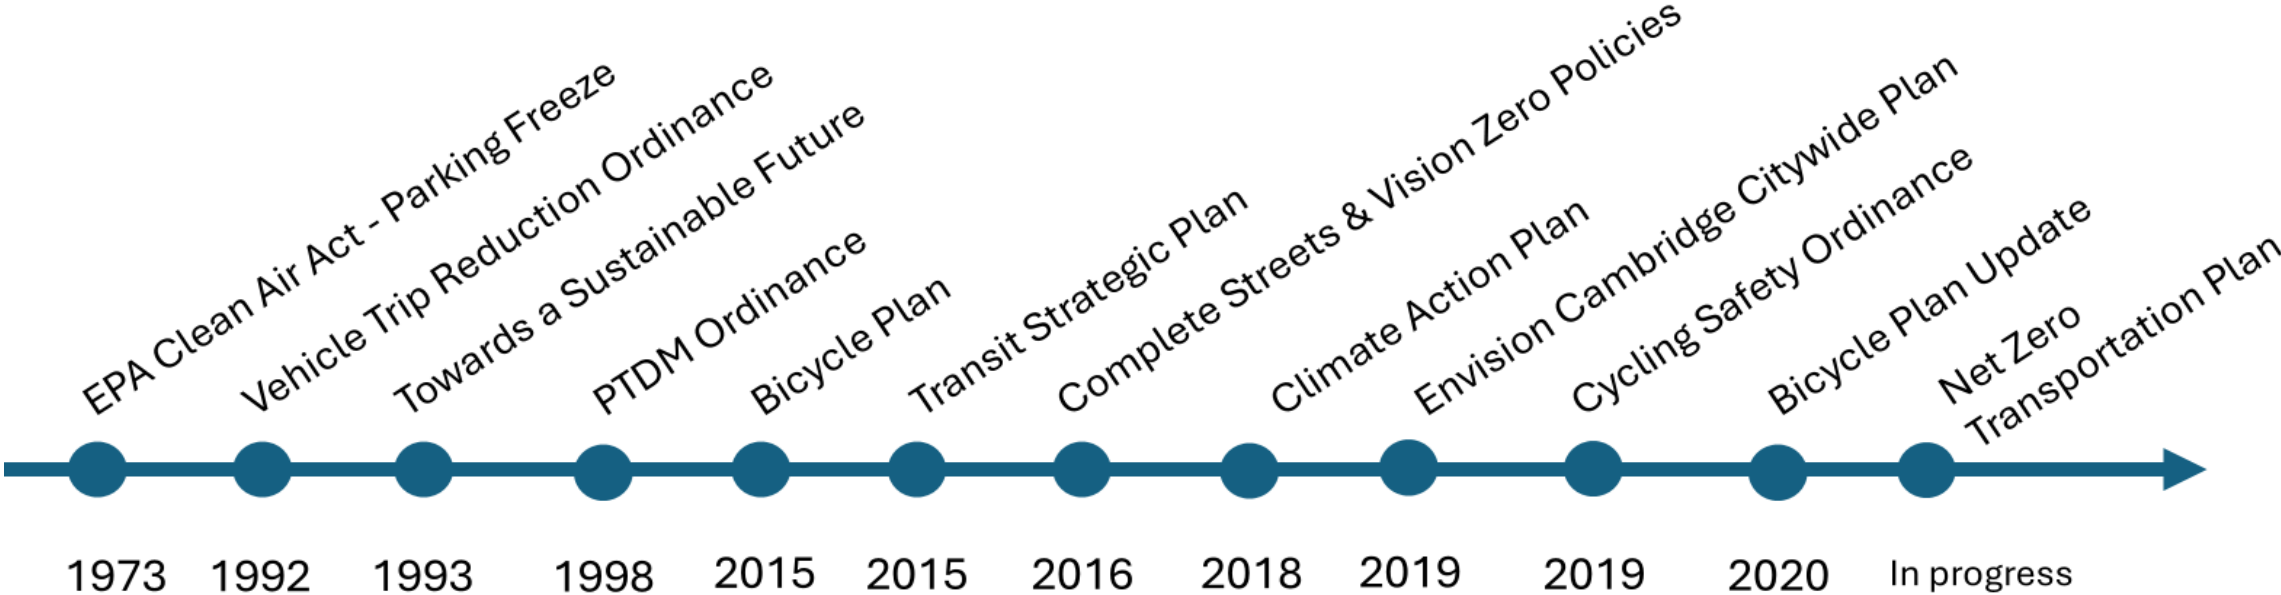 EPA Clean Air Act - Parking Freeze
Vehicle Trip Reduction Ordinance
Towards a Sustainable Future
PTDM Ordinance
Bicycle Plan
Transit Strategic Plan
Complete Streets & Vision Zero Policies
Climate Action Plan
Envision Cambridge Citywide Plan
Cycling Safety Ordinance
Bicycle Plan Update
Net Zero
Transportation Plan
1973
1992
1993
1998
2015
2015
2016
2018
2019
2019
2020
In progress